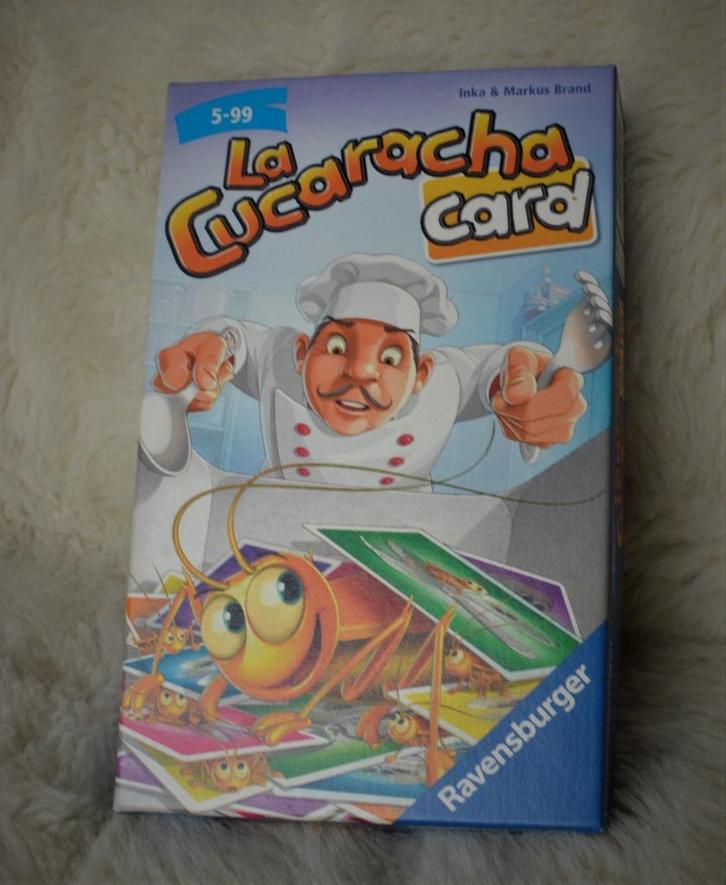 Inka & Markus Brand
5-99
La
Cucaracha
card
Ravensburger